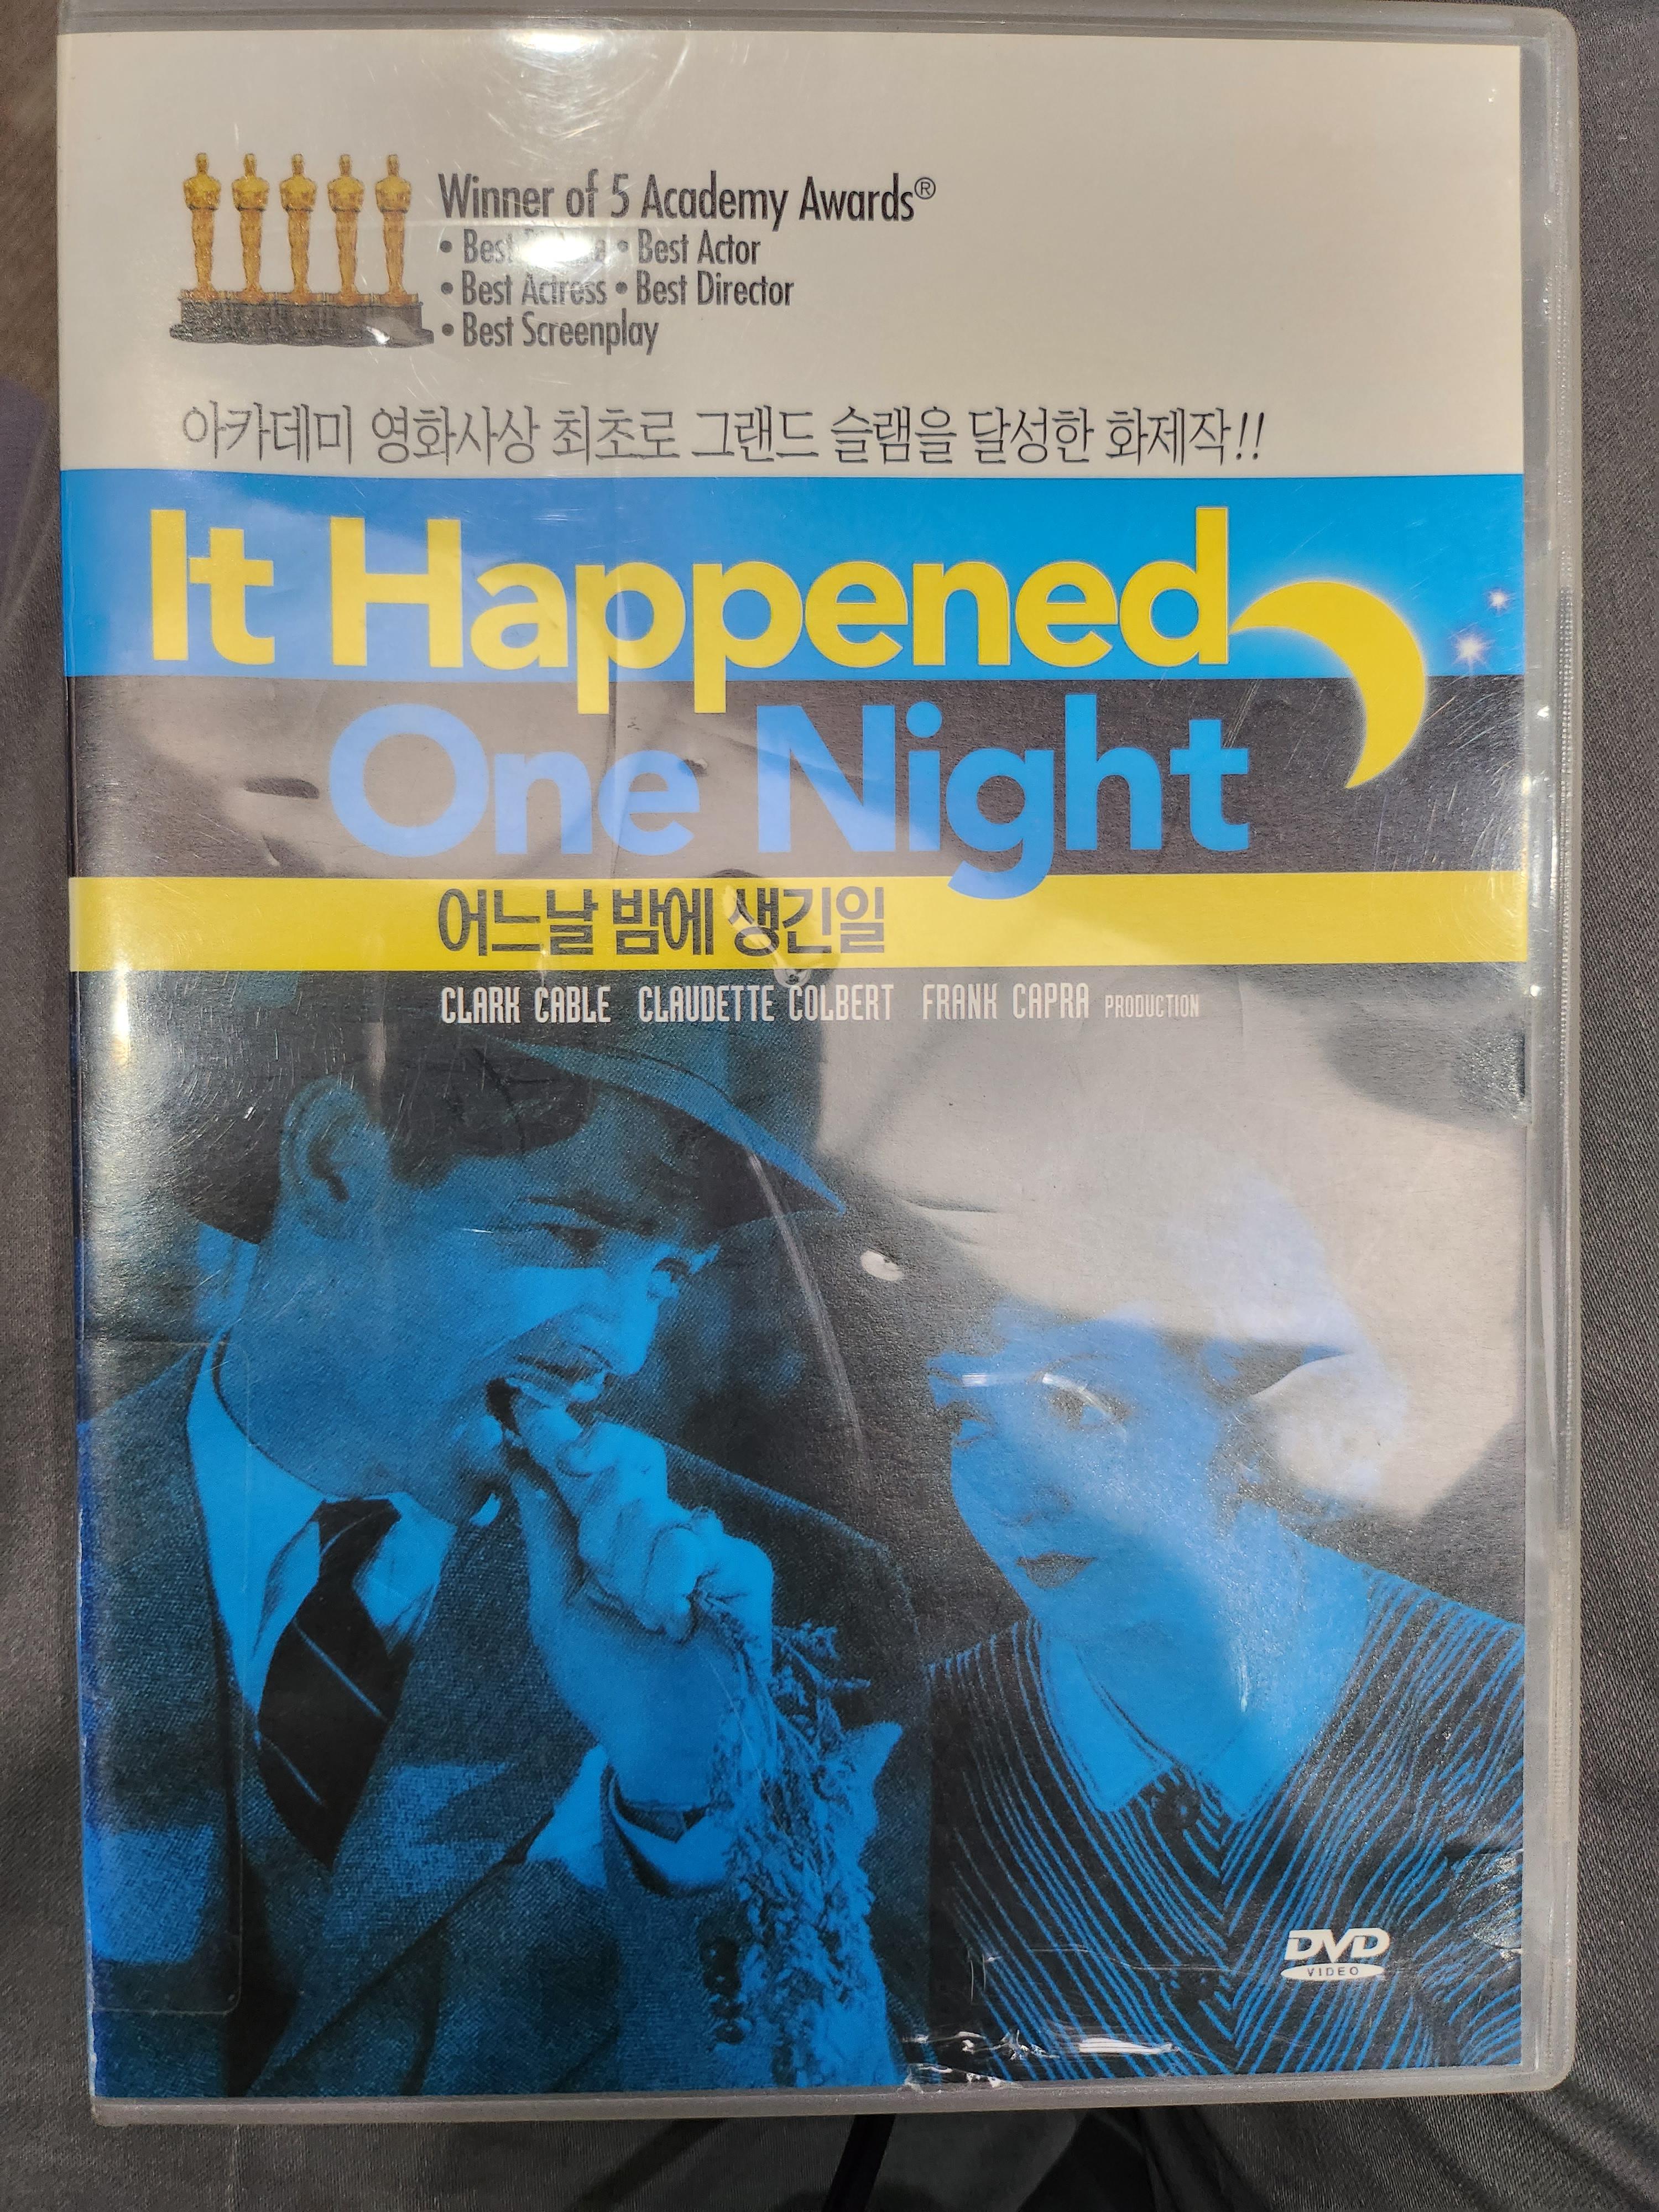 Winner of 5 Academy Awards®
• Best • Best Actor
• Best Actress • Best Director
• Best Screenplay
아카데미 영화사상 최초로 그랜드 슬램을 달성한 화제작!!
It Happened
One Night
어느날 밤에 생긴일
CLARK GABLE CLAUDETTE COLBERT FRANK CAPRA PRODUCTION
DVD
VIDEO